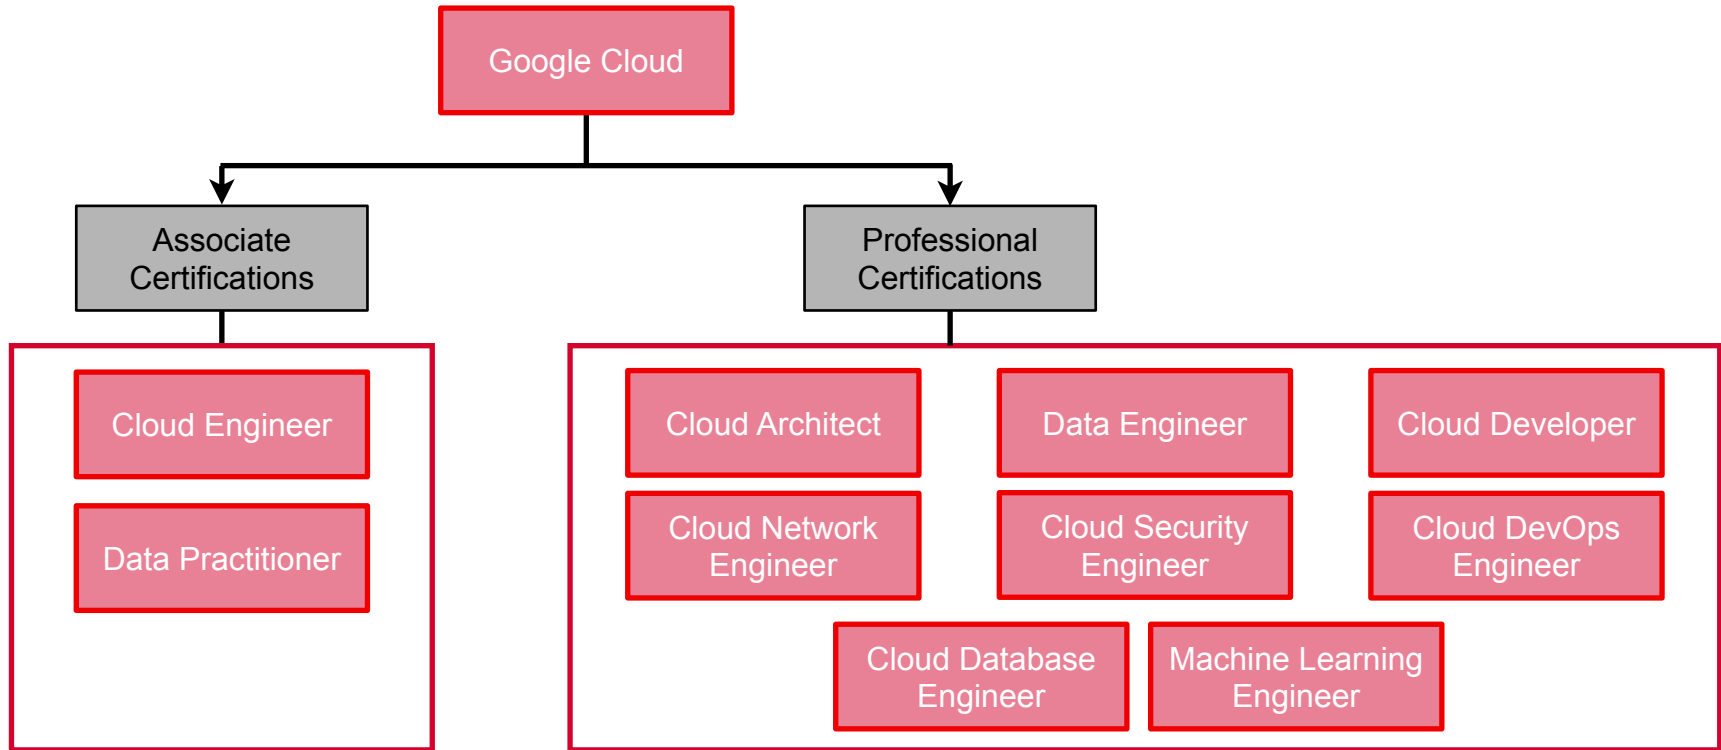 Google Cloud
Associate
Certifications
Professional
Certifications
Cloud Engineer
Data Practitioner
Cloud Architect
Data Engineer
Cloud Developer
Cloud Network
Engineer
Cloud Security
Engineer
Cloud DevOps
Engineer
Cloud Database
Engineer
Machine Learning
Engineer